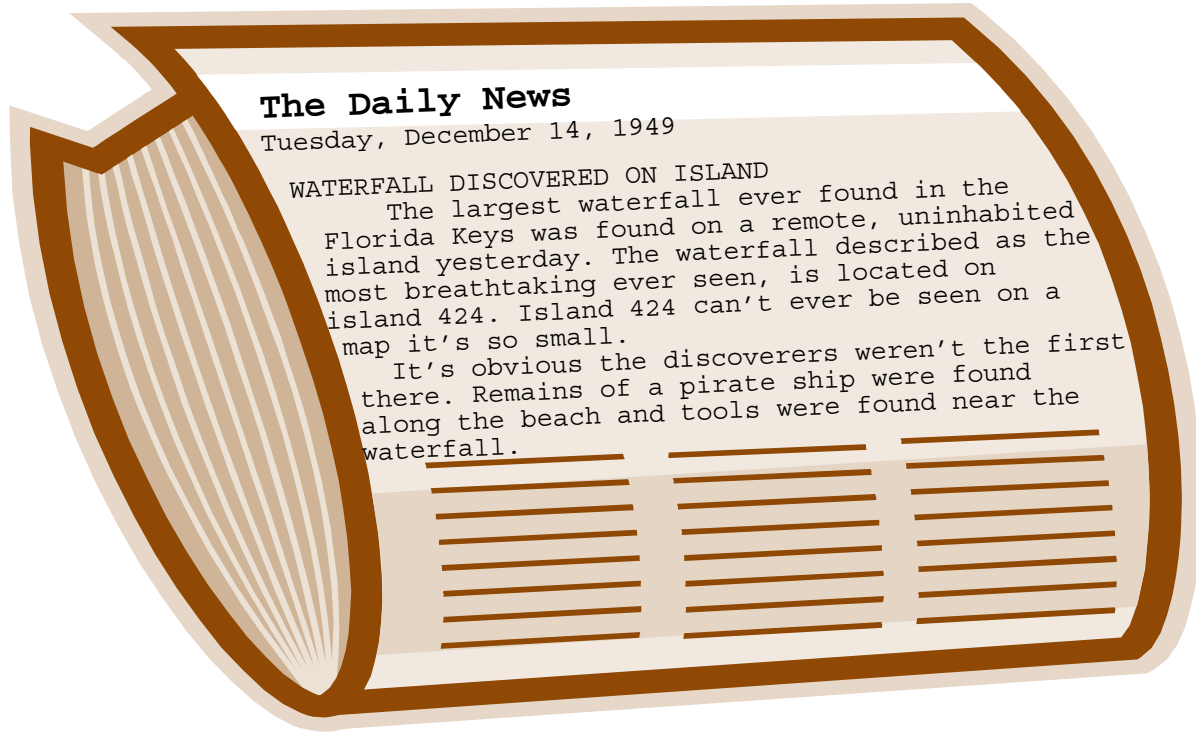 The Daily News
Tuesday, December 14, 1949
WATERFALL DISCOVERED ON ISLAND
The largest waterfall ever found in the
Florida Keys was found on a remote, uninhabited
island yesterday. The waterfall described as the
most breathtaking ever seen, is located on
island 424. Island 424 can’t ever be seen on a
map it’s so small.
It’s obvious the discoverers weren’t the first
there. Remains of a pirate ship were found
along the beach and tools were found near the
waterfall.